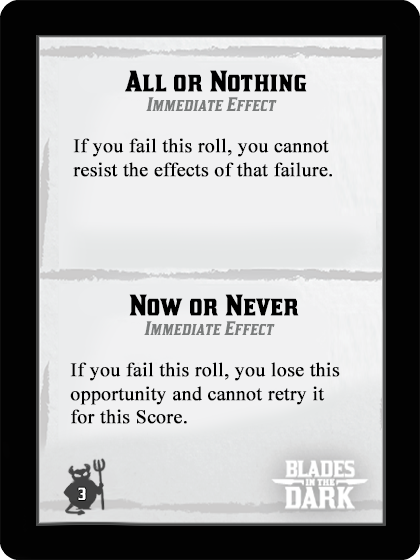 All or Nothing
Immediate Effect
If you fail this roll, you cannot
resist the effects of that failure.
Now or Never
Immediate Effect
If you fail this roll, you lose this
opportunity and cannot retry it
for this Score.
3
BLADES
IN THE
DARK